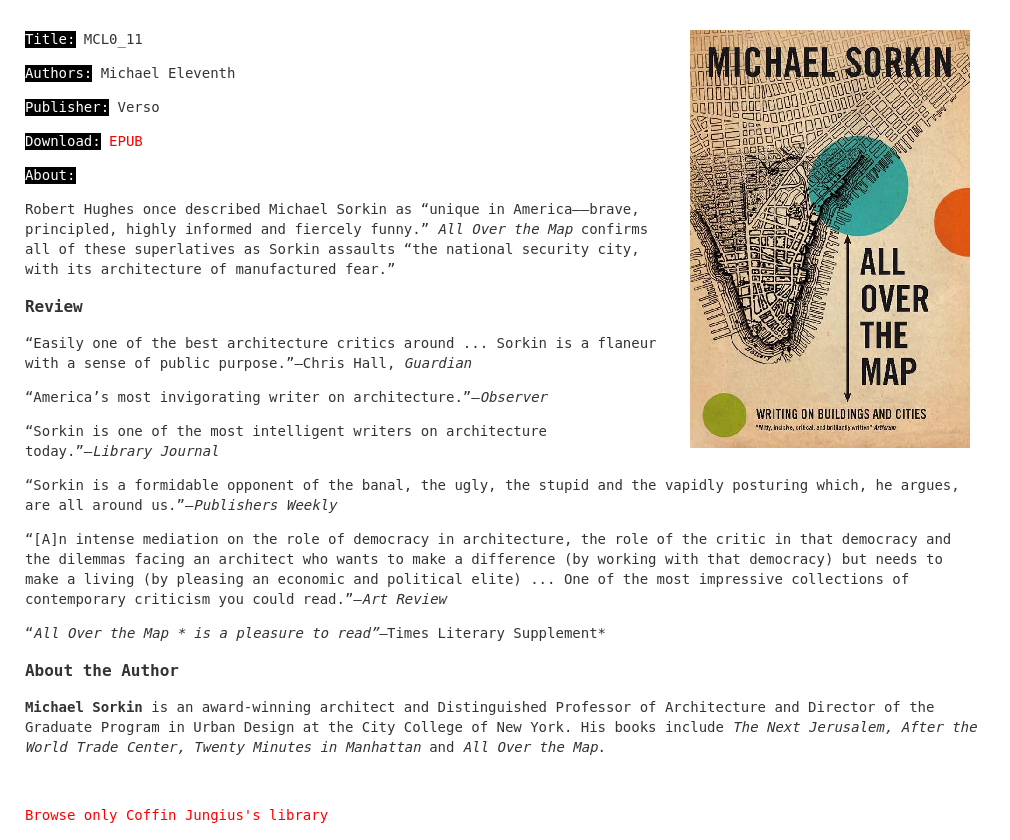 Title: MCL0_11
Authors: Michael Eleventh
Publisher: Verso
Download: EPUB
About:
Robert Hughes once described Michael Sorkin as “unique in America––brave,
principled, highly informed and fiercely funny.” All Over the Map confirms
all of these superlatives as Sorkin assaults “the national security city,
with its architecture of manufactured fear.”
Review
“Easily one of the best architecture critics around ... Sorkin is a flaneur
with a sense of public purpose.”—Chris Hall, Guardian
“America’s most invigorating writer on architecture.”—Observer
“Sorkin is one of the most intelligent writers on architecture
today.”—Library Journal
“Sorkin is a formidable opponent of the banal, the ugly, the stupid and the vapidly posturing which, he argues,
are all around us.”—Publishers Weekly
“[A]n intense mediation on the role of democracy in architecture, the role of the critic in that democracy and
the dilemmas facing an architect who wants to make a difference (by working with that democracy) but needs to
make a living (by pleasing an economic and political elite) ... One of the most impressive collections of
contemporary criticism you could read.”—Art Review
“All Over the Map * is a pleasure to read”—Times Literary Supplement*
About the Author
Michael Sorkin is an award-winning architect and Distinguished Professor of Architecture and Director of the
Graduate Program in Urban Design at the City College of New York. His books include The Next Jerusalem, After the
World Trade Center, Twenty Minutes in Manhattan and All Over the Map.
Browse only Coffin Jungius's library
MICHAEL SORKIN
ALL
OVER
THE
MAP
WRITING ON BUILDINGS AND CITIES
"Witty, incisive, critical, and brilliantly written" Artforum